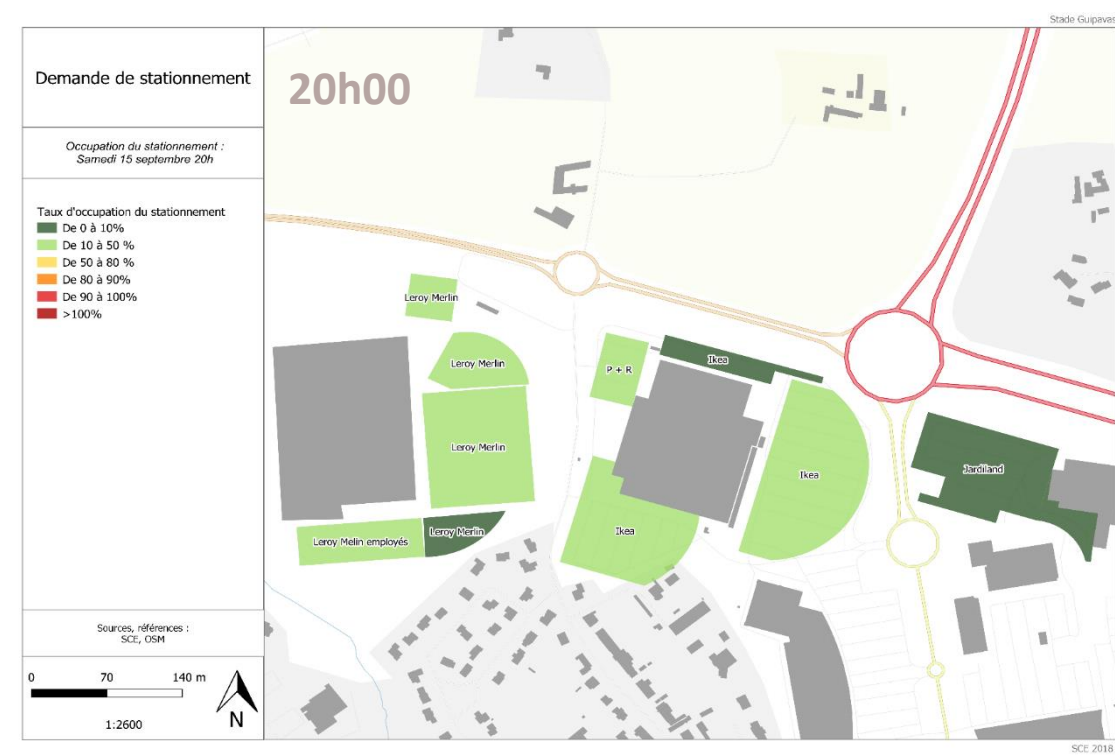 Stade Guipavas
Demande de stationnement
20h00
Occupation du stationnement :
Samedi 15 septembre 20h
Taux d'occupation du stationnement
De 0 à 10%
De 10 à 50 %
De 50 à 80 %
De 80 à 90%
De 90 à 100%
>100%
Leroy Merlin
Leroy Merlin
P + R
Ikea
Leroy Merlin
Ikea
Jardiland
Leroy Melin employés
Leroy Merlin
Ikea
Sources, références :
SCE, OSM
0 70 140 m
1:2600
N
SCE 2018